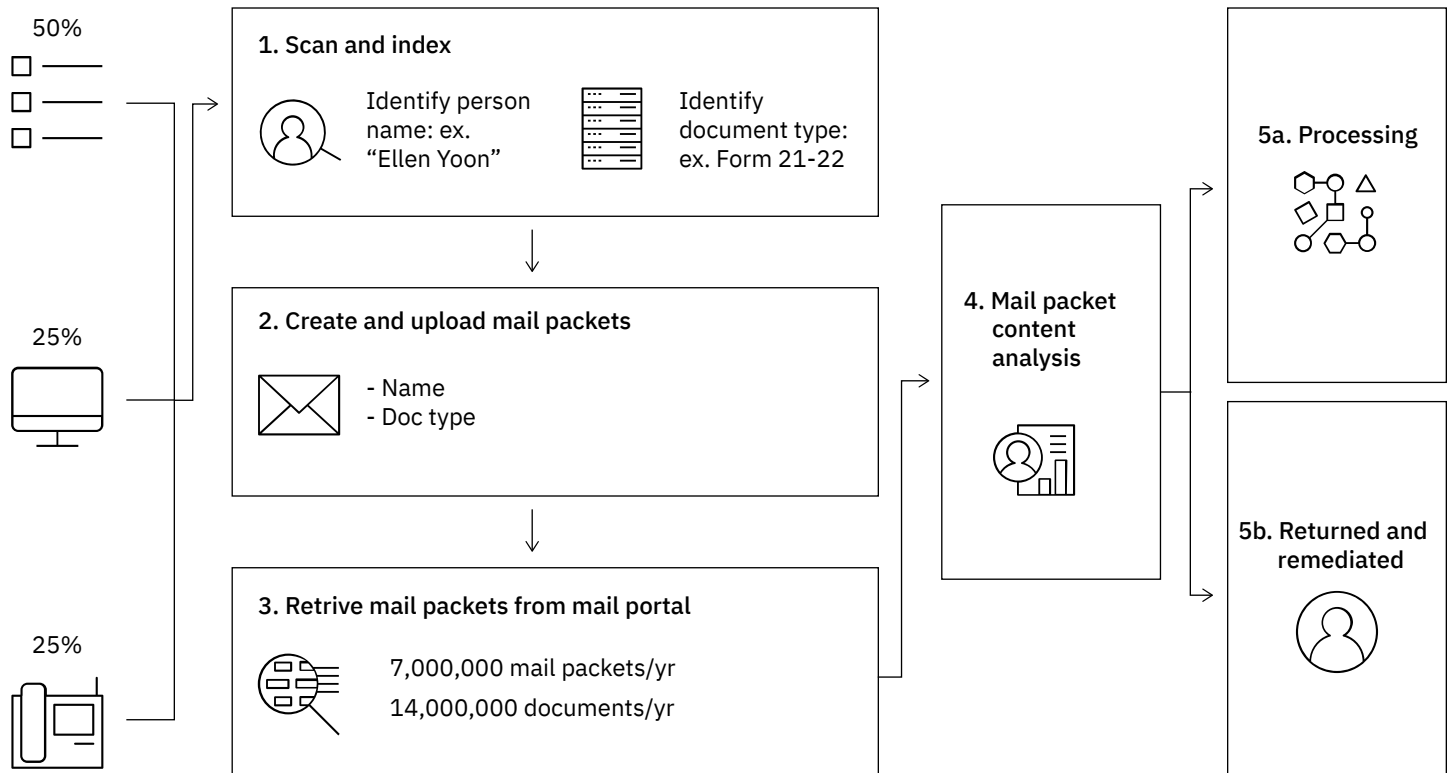 50%
25%
25%
1. Scan and index
Identify person
name: ex.
“Ellen Yoon”
Identify
document type:
ex. Form 21-22
2. Create and upload mail packets
- Name
- Doc type
3. Retrive mail packets from mail portal
7,000,000 mail packets/yr
14,000,000 documents/yr
4. Mail packet
content
analysis
5a. Processing
5b. Returned and
remediated